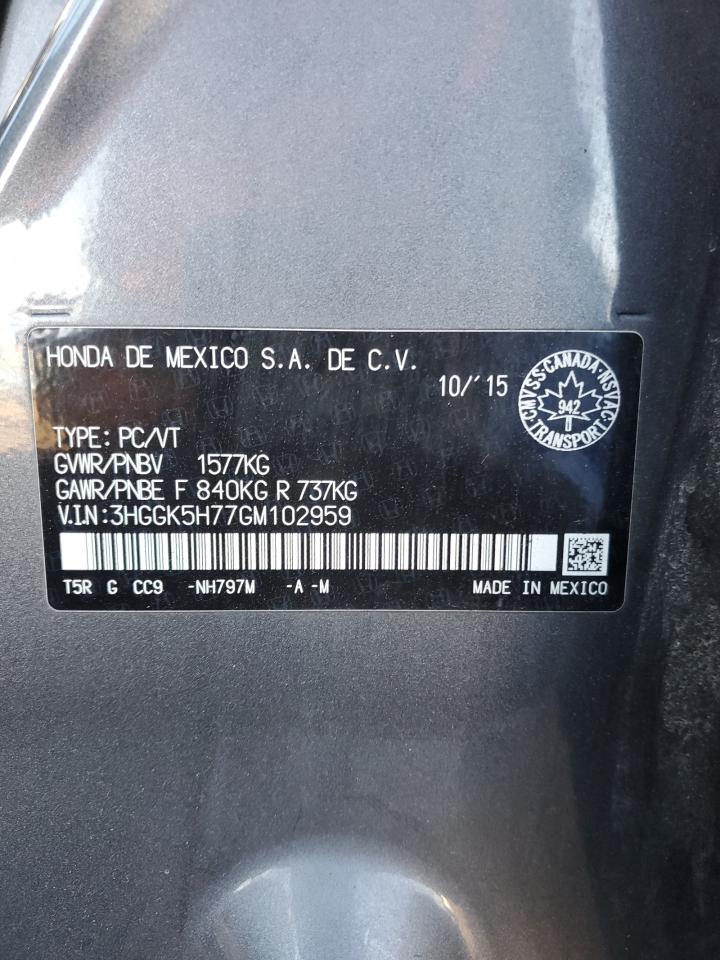 HONDA DE MEXICO S.A. DE C.V.
10/'15
CMVSS·CANADA·NSVAC·
TRANSPORT
942
TYPE: PC/VT
GVWR/PNBV 1577KG
GAWR/PNBE F 840KG R 737KG
V.I.N:3HGGK5H77GM102959
T5R G CC9 -NH797M -A -M MADE IN MEXICO